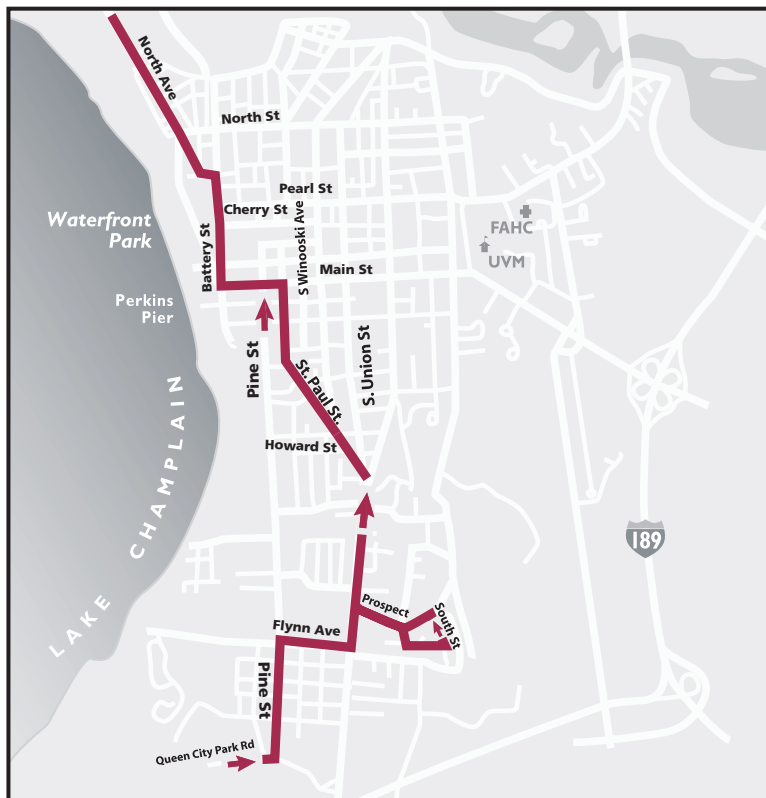 North Ave
North St
Pearl St
Cherry St
S Winooski Ave
Waterfront
Park
Battery St
FAHC
UVM
Main St
Perkins
Pier
Pine St
St. Paul St.
S. Union St
Howard St
LAKE CHAMPLAIN
189
Prospect
South St
Flynn Ave
Pine St
Queen City Park Rd